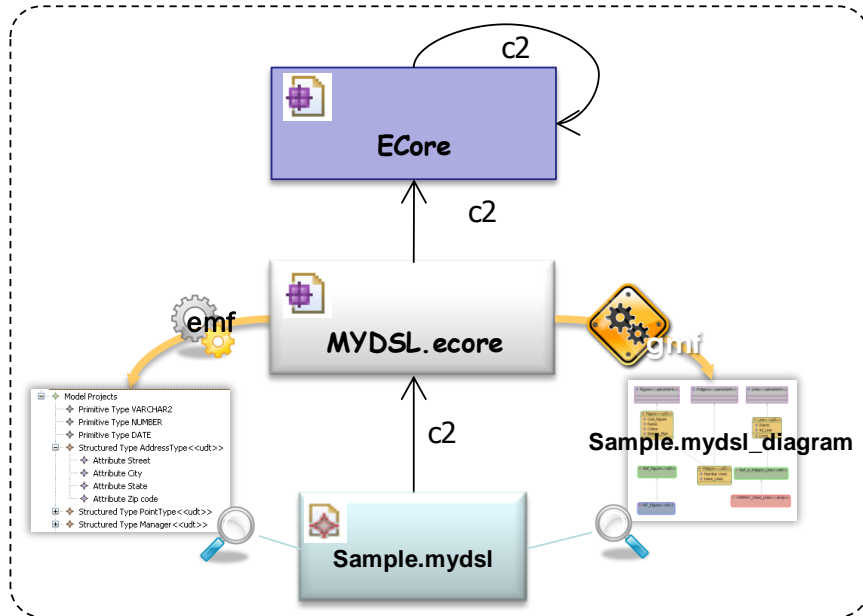 c2
ECore
c2
emf
MYDSL.ecore
gmf
Model Projects
Primitive Type VARCHAR2
Primitive Type NUMBER
Primitive Type DATE
Structured Type AddressType<<udt>>
Attribute Street
Attribute City
Attribute State
Attribute Zip code
Structured Type PointType<<udt>>
Structured Type Manager<<udt>>
c2
Sample.mydsl_diagram
Sample.mydsl